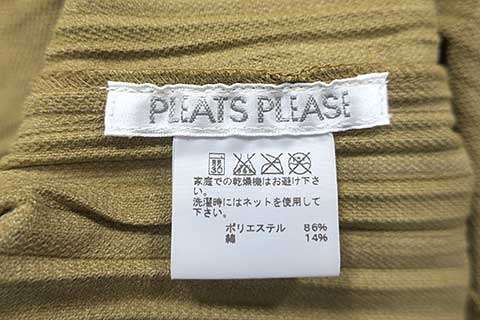 PLEATS PLEASE
家庭での乾燥機はお避け下さ
い。
洗濯時にはネットを使用して
下さい。
ポリエステル 86%
綿 14%